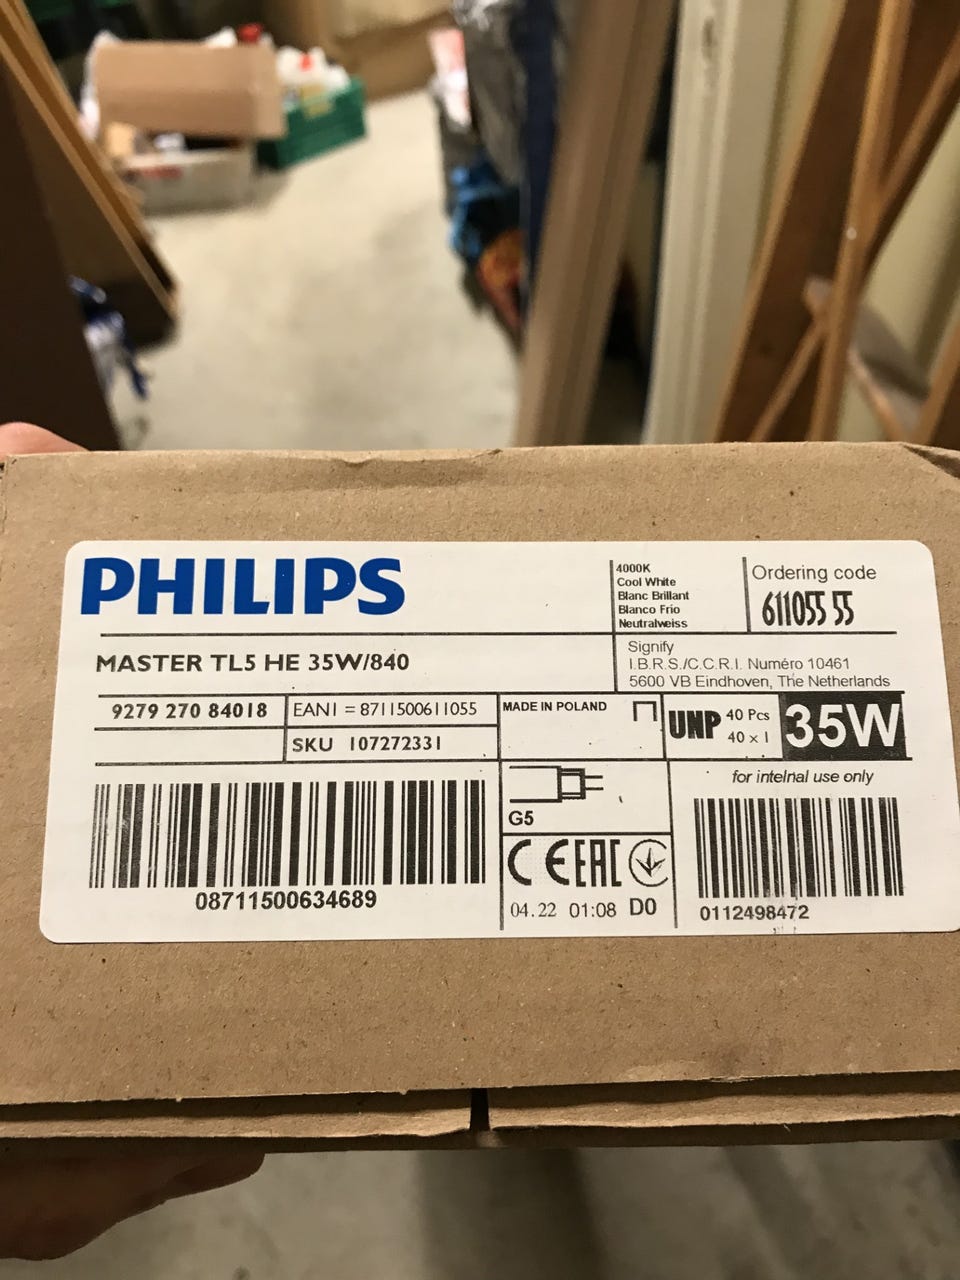 PHILIPS
4000K
Cool White
Blanc Brillant
Blanco Frio
Neutralweiss
Ordering code
611055 55
MASTER TL5 HE 35W/840
Signify
I.B.R.S./C.C.R.I. Numéro 10461
5600 VB Eindhoven, The Netherlands
9279 270 84018
EAN1 = 8711500611055
SKU 107272331
MADE IN POLAND
UNP
40 Pcs
40 x 1
35W
G5
CE EAC
04.22 01:08 D0
for internal use only
08711500634689
0112498472